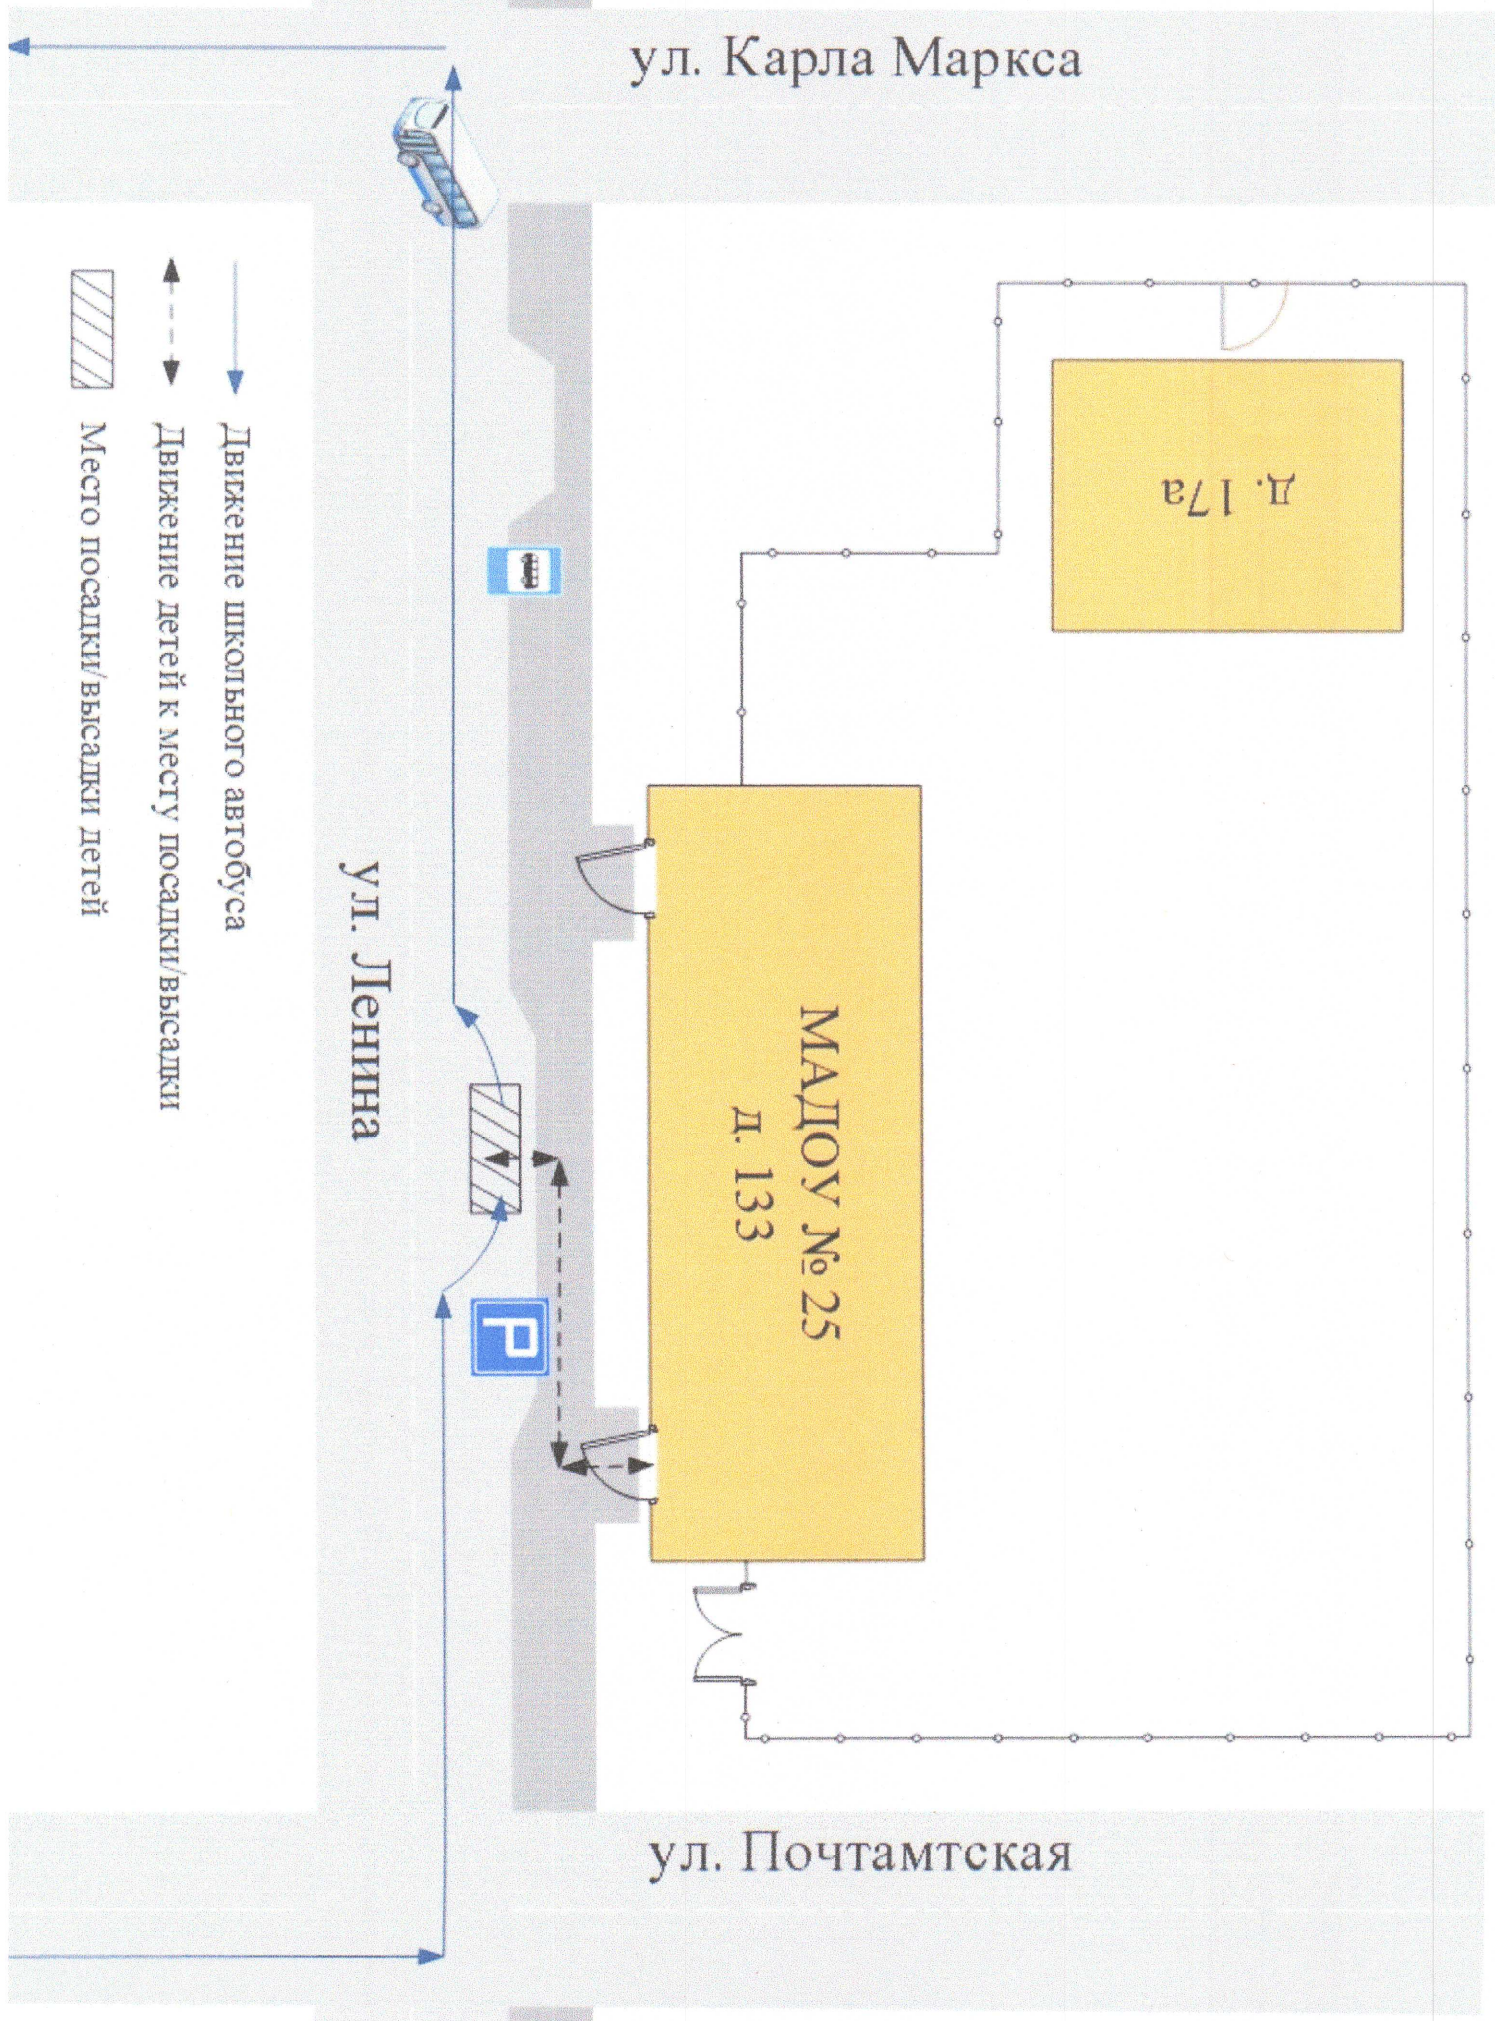 ул. Карла Маркса
д. 17а
МАДОУ № 25
д. 133
P
ул. Ленина
ул. Почтамтская
Движение школьного автобуса
Движение детей к месту посадки/высадки
Место посадки/высадки детей